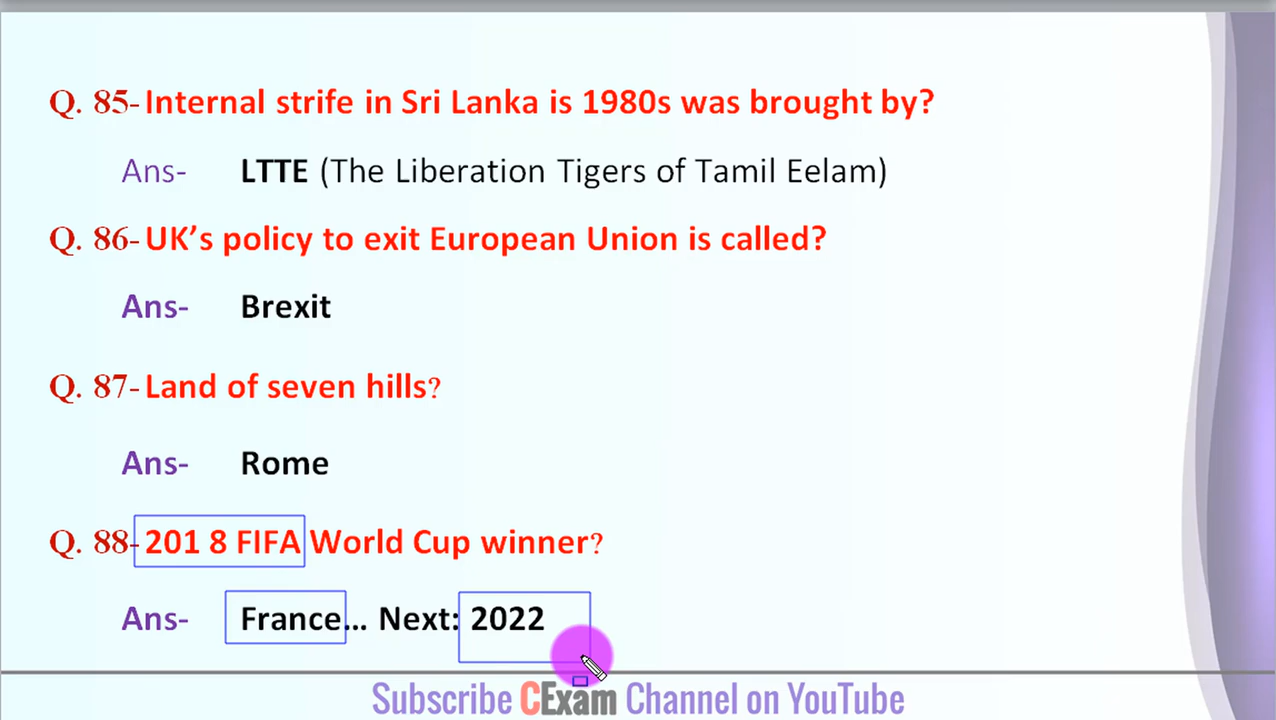 Q. 85- Internal strife in Sri Lanka is 1980s was brought by?
Ans- LTTE (The Liberation Tigers of Tamil Eelam)
Q. 86- UK's policy to exit European Union is called?
Ans- Brexit
Q. 87- Land of seven hills?
Ans- Rome
Q. 88- 201 8 FIFA World Cup winner?
Ans- France... Next: 2022
Subscribe CExam Channel on YouTube